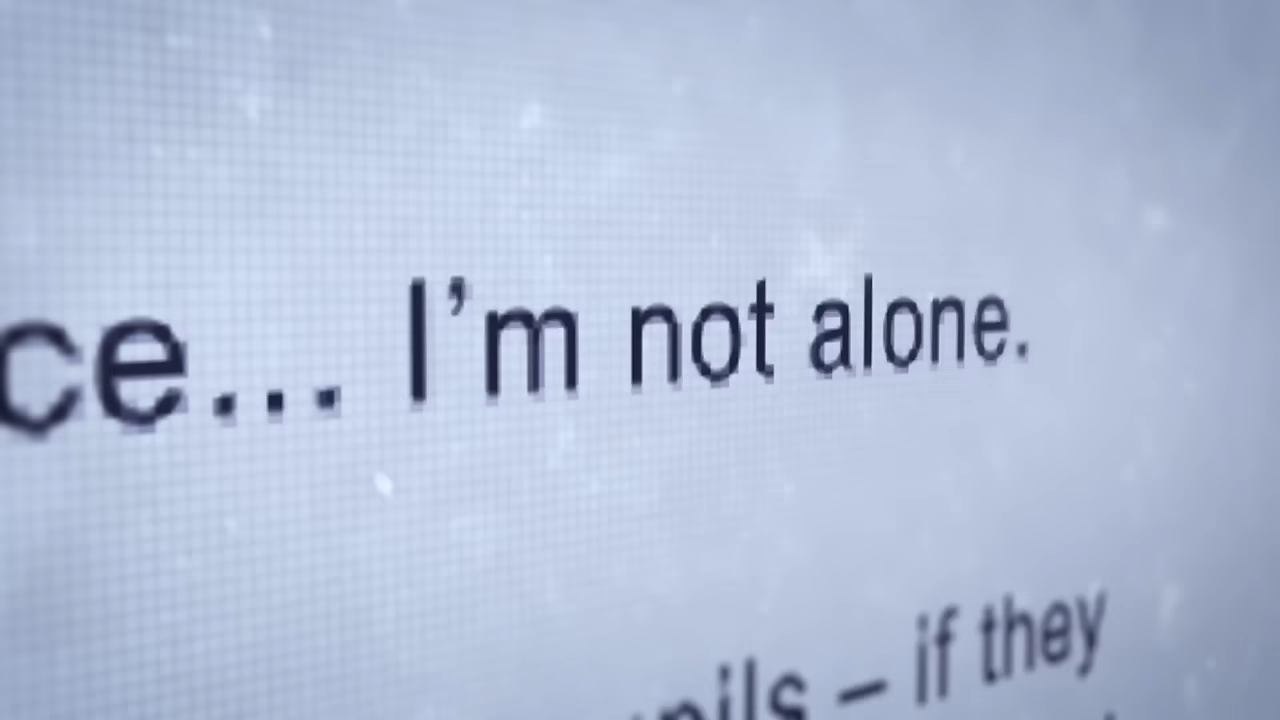 ce... I’m not alone.
– if they